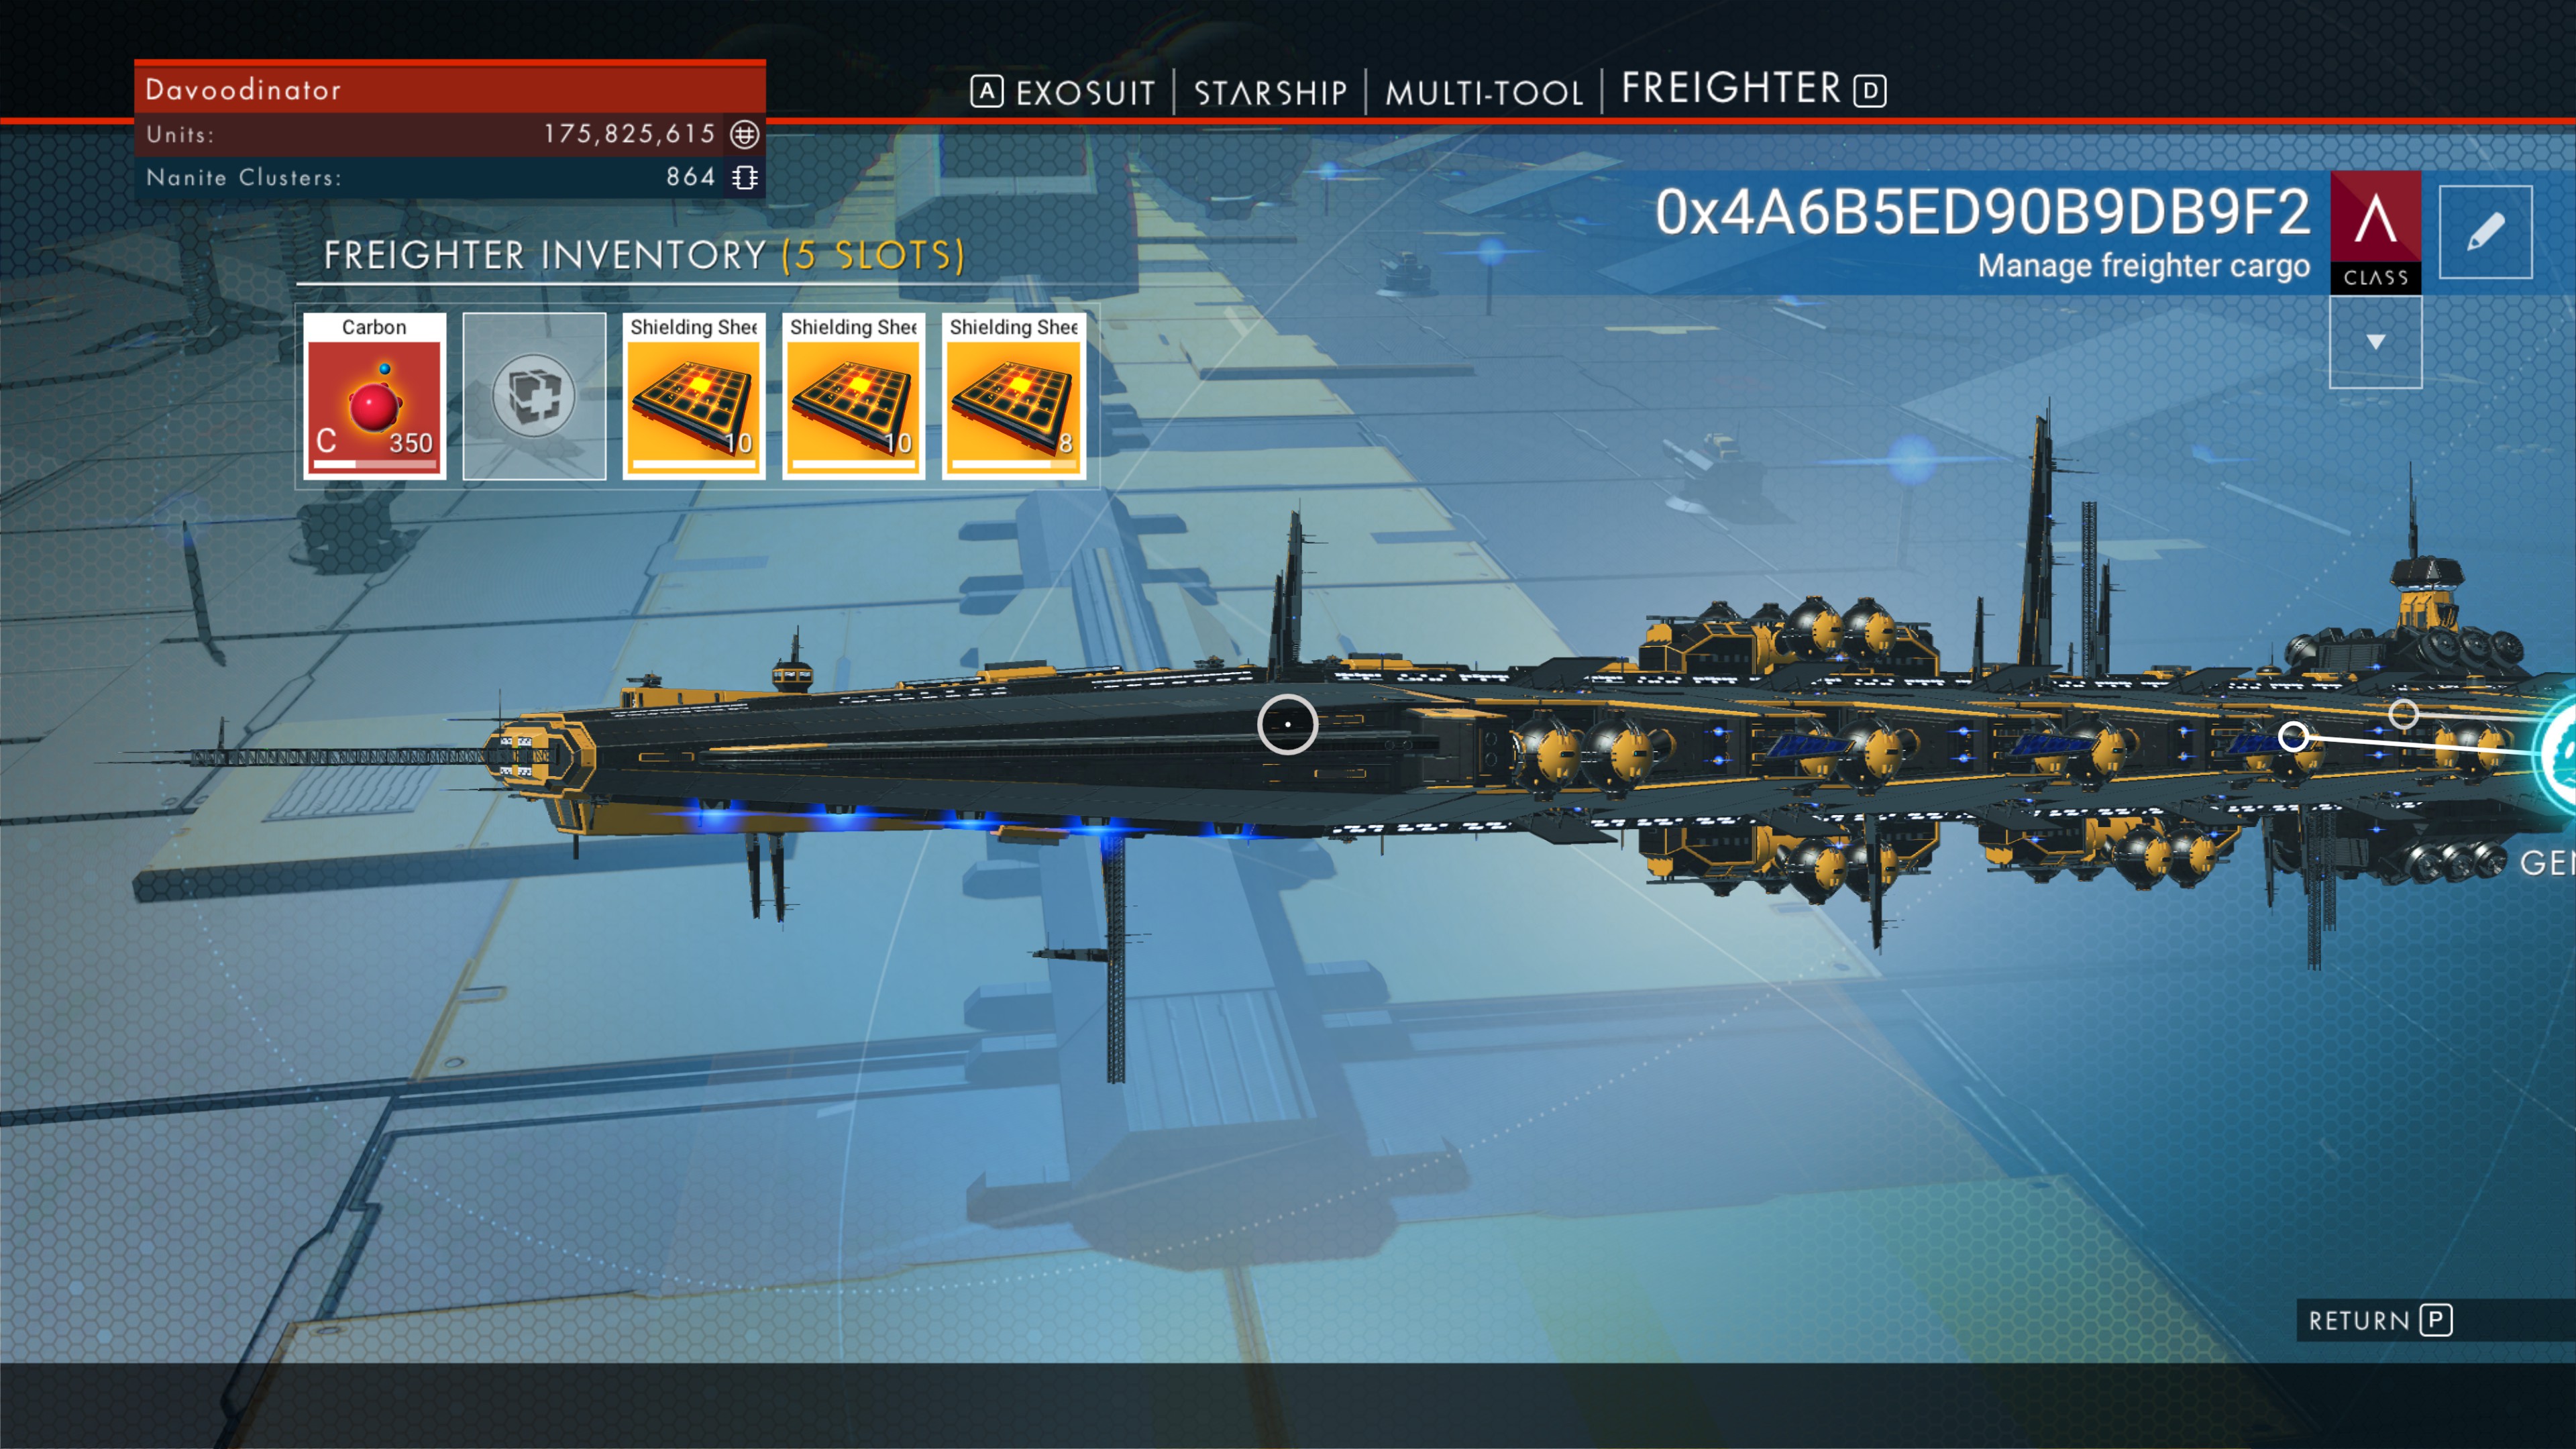 Davoodinator
Units: 175,825,615
Nanite Clusters: 864
A EXOSUIT STARSHIP MULTI-TOOL FREIGHTER D
0x4A6B5ED90B9DB9F2
Manage freighter cargo
CLASS
FREIGHTER INVENTORY (5 SLOTS)
Carbon
C 350
Shielding Shee
10
Shielding Shee
10
Shielding Shee
8
GEN
RETURN P